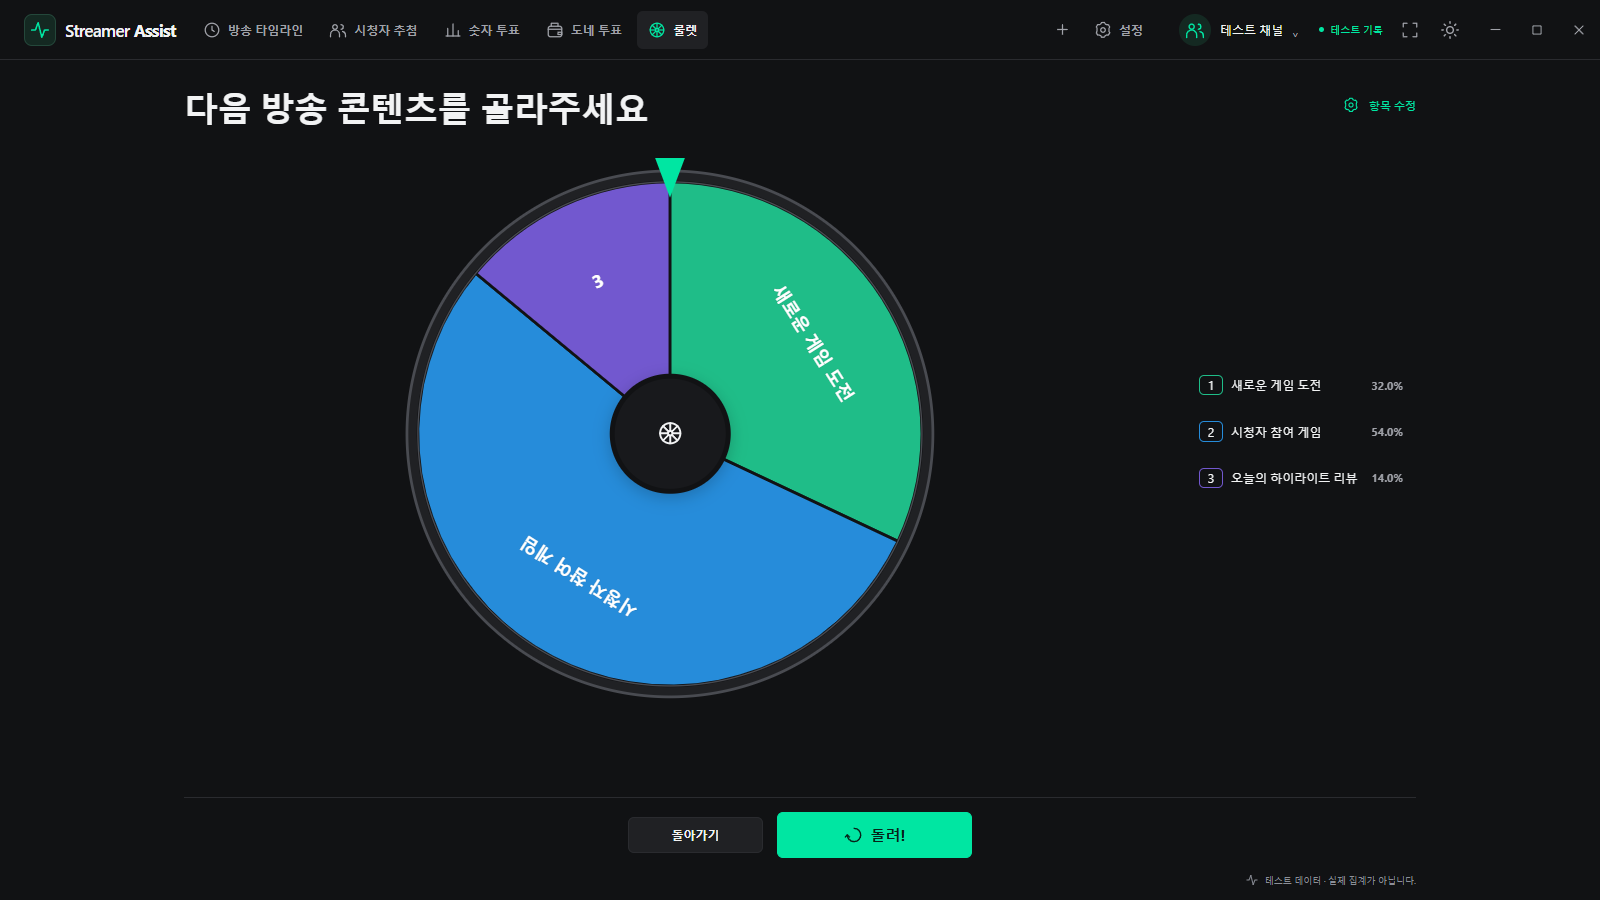 Streamer Assist
방송 타임라인
시청자 추첨
숫자 투표
도네 투표
룰렛
설정
테스트 채널
테스트 기록
다음 방송 콘텐츠를 골라주세요
항목 수정
3
새로운 게임 도전
시청자 참여 게임
1 새로운 게임 도전 32.0%
2 시청자 참여 게임 54.0%
3 오늘의 하이라이트 리뷰 14.0%
돌아가기
돌려!
테스트 데이터 · 실제 집계가 아닙니다.